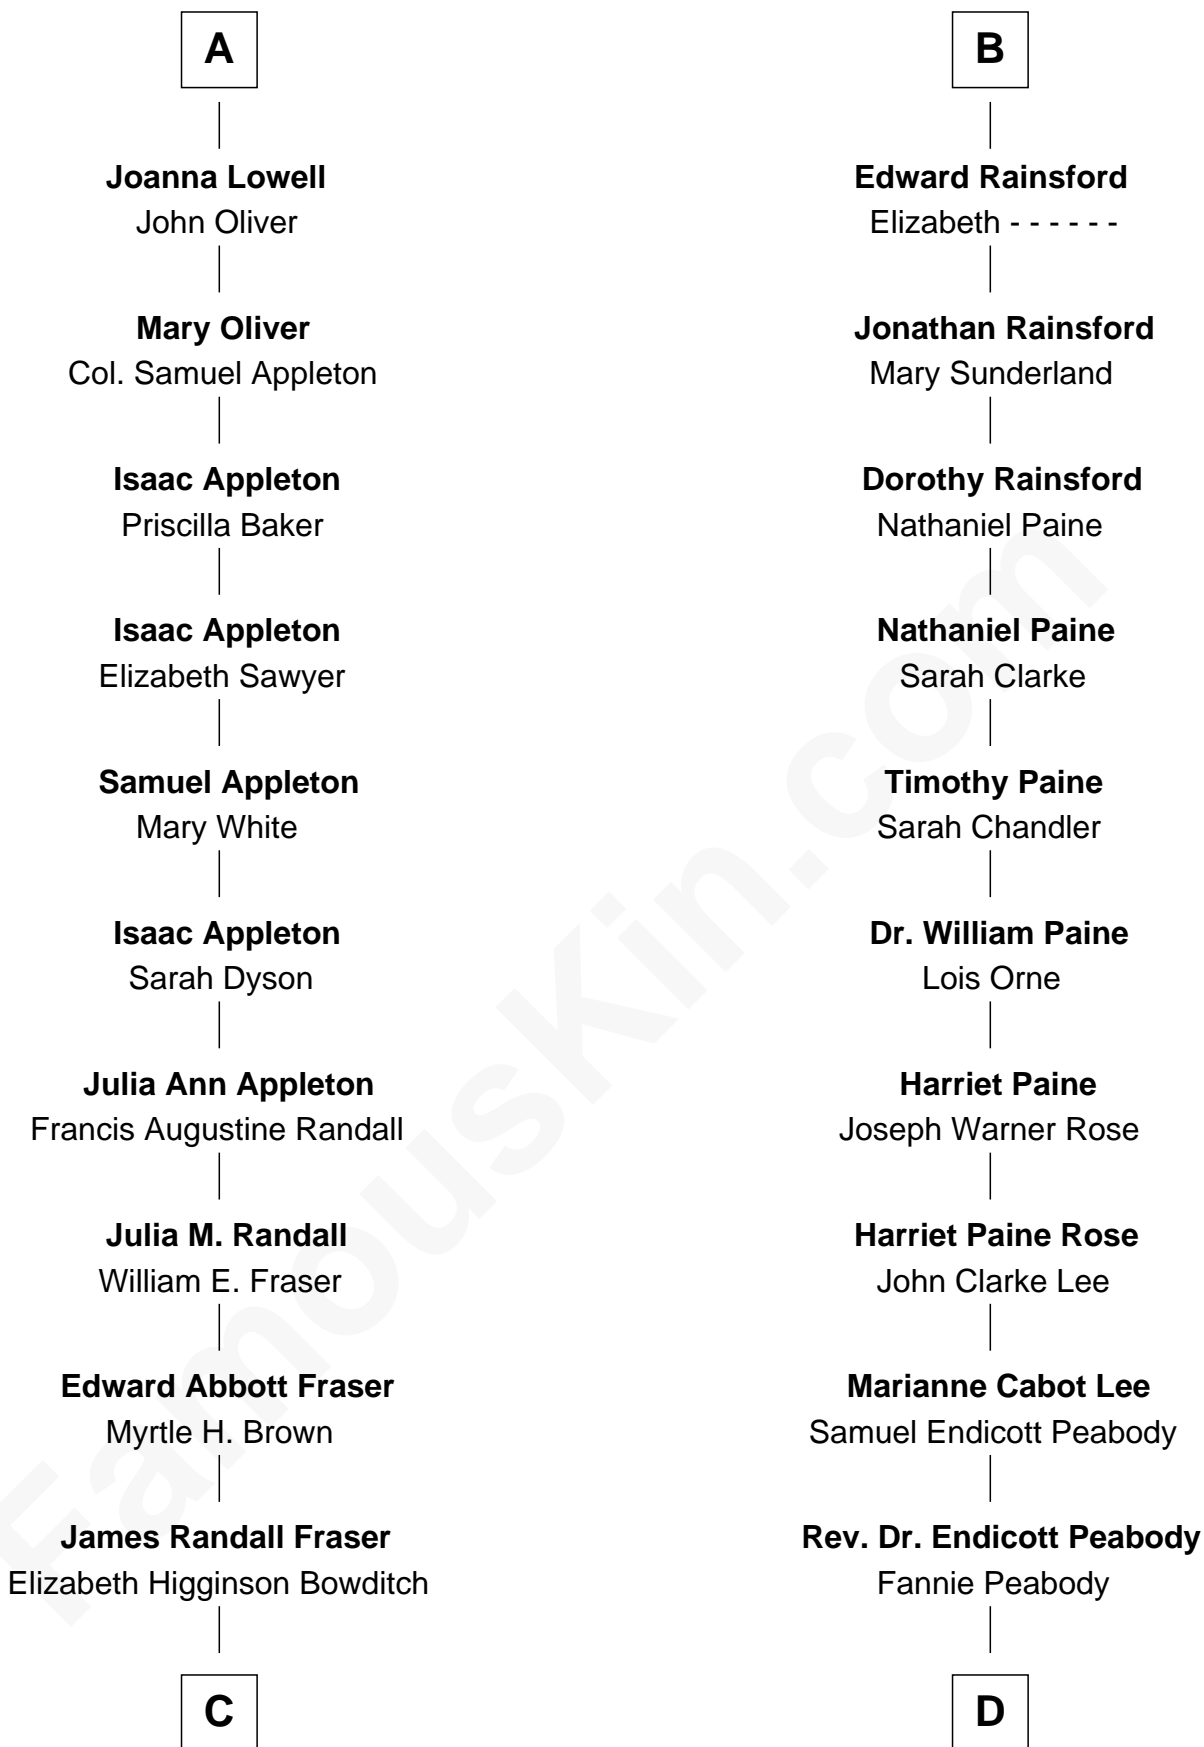 A
Joanna Lowell
John Oliver
Mary Oliver
Col. Samuel Appleton
Isaac Appleton
Priscilla Baker
Isaac Appleton
Elizabeth Sawyer
Samuel Appleton
Mary White
Isaac Appleton
Sarah Dyson
Julia Ann Appleton
Francis Augustine Randall
Julia M. Randall
William E. Fraser
Edward Abbott Fraser
Myrtle H. Brown
James Randall Fraser
Elizabeth Higginson Bowditch
C
B
Edward Rainsford
Elizabeth - - - - - -
Jonathan Rainsford
Mary Sunderland
Dorothy Rainsford
Nathaniel Paine
Nathaniel Paine
Sarah Clarke
Timothy Paine
Sarah Chandler
Dr. William Paine
Lois Orne
Harriet Paine
Joseph Warner Rose
Harriet Paine Rose
John Clarke Lee
Marianne Cabot Lee
Samuel Endicott Peabody
Rev. Dr. Endicott Peabody
Fannie Peabody
D
FamousKin.com